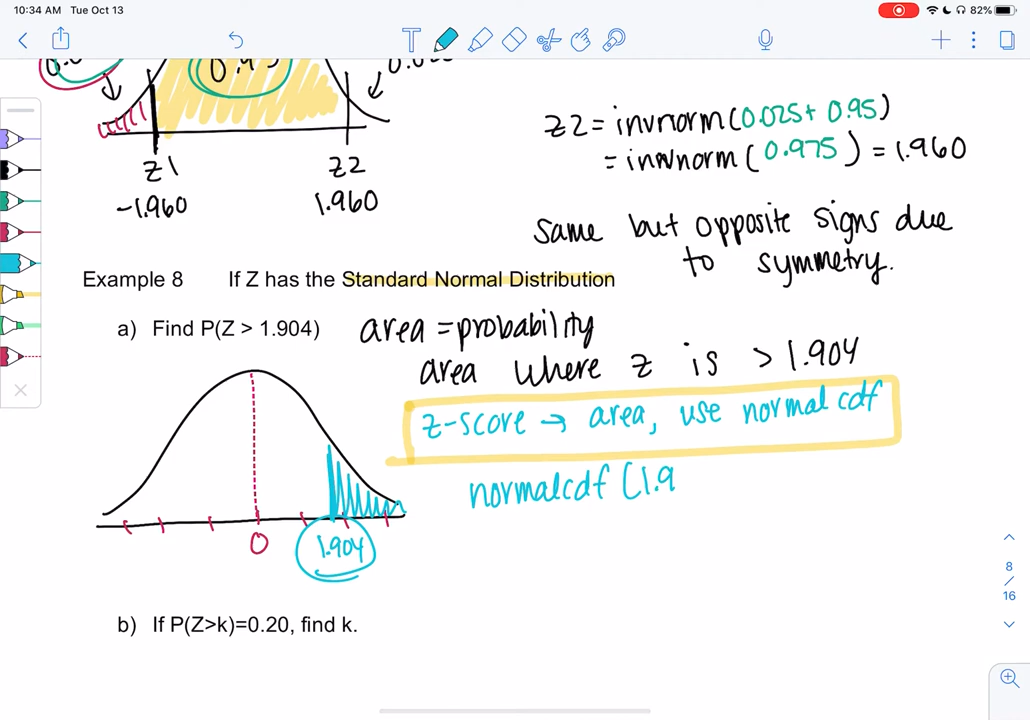 10:34 AM Tue Oct 13
82%
T
z2 = invnorm(0.025+ 0.95)
= invnorm( 0.975 ) = 1.960
z1
z2
-1.960
1.960
same but opposite signs due
to symmetry.
Example 8 If Z has the Standard Normal Distribution
a) Find P(Z > 1.904)
area = probability
area where z is > 1.904
z-score → area, use normal cdf
normalcdf (1.9
0
1.904
b) If P(Z>k)=0.20, find k.
8
/
16